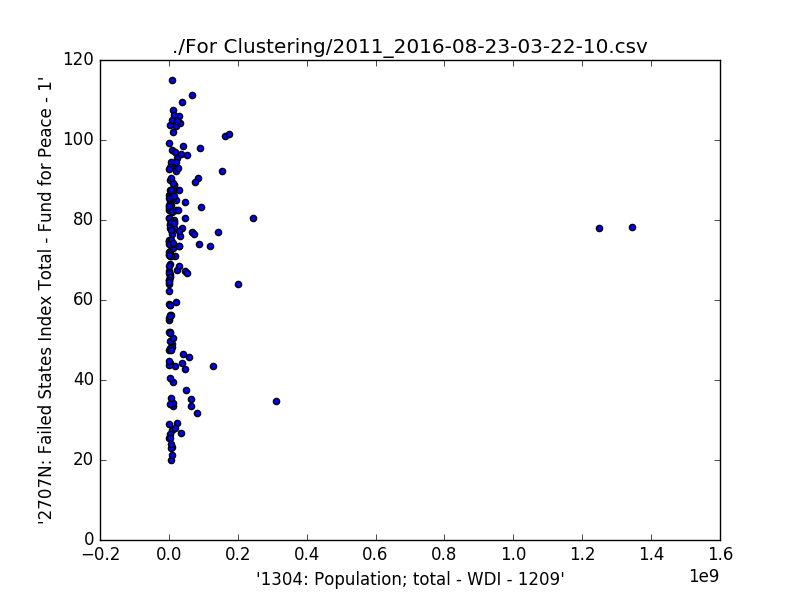 ./For Clustering/2011_2016-08-23-03-22-10.csv
'2707N: Failed States Index Total - Fund for Peace - 1'
120
100
80
60
40
20
0
−0.2 0.0 0.2 0.4 0.6 0.8 1.0 1.2 1.4 1.6
1e9
'1304: Population; total - WDI - 1209'